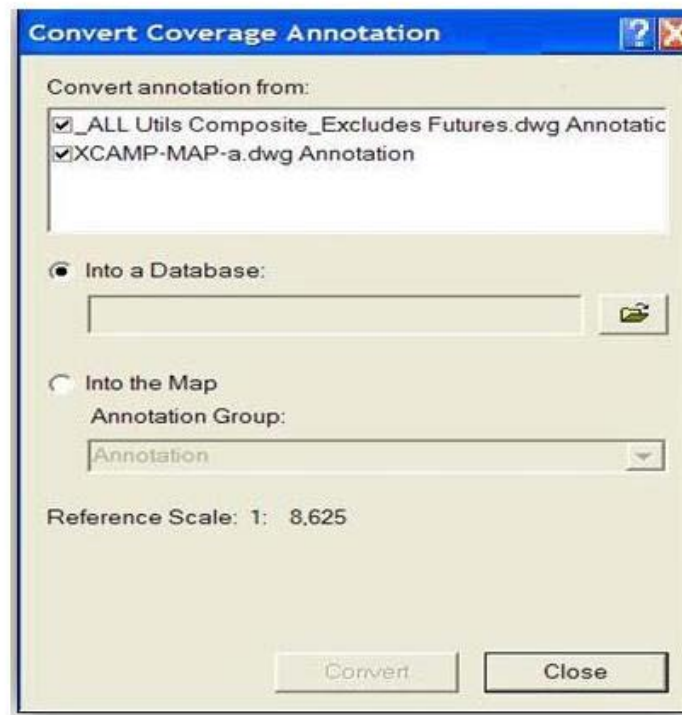 Convert Coverage Annotation
Convert annotation from:
_ALL Utils Composite_Excludes Futures.dwg Annotatic
XCAMP-MAP-a.dwg Annotation
Into a Database:
Into the Map
Annotation Group:
Annotation
Reference Scale: 1: 8,625
Convert
Close